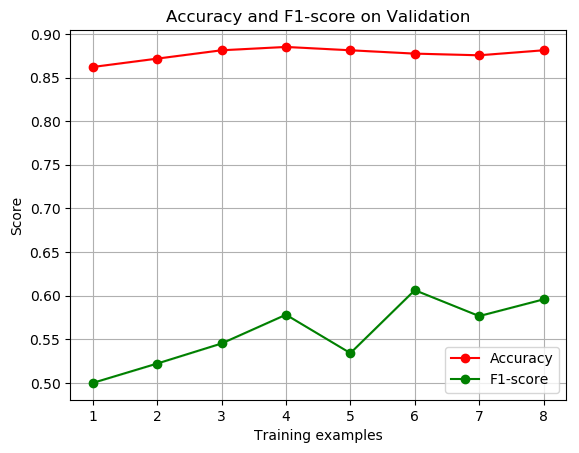 Accuracy and F1-score on Validation
0.90
0.85
0.80
0.75
0.70
0.65
0.60
0.55
0.50
Score
1 2 3 4 5 6 7 8
Training examples
Accuracy
F1-score